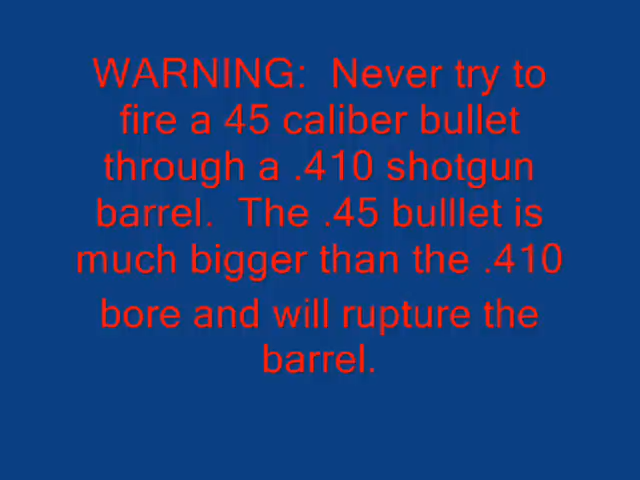 WARNING:  Never try to
fire a 45 caliber bullet
through a .410 shotgun
barrel.  The .45 bulllet is
much bigger than the .410
bore and will rupture the
barrel.